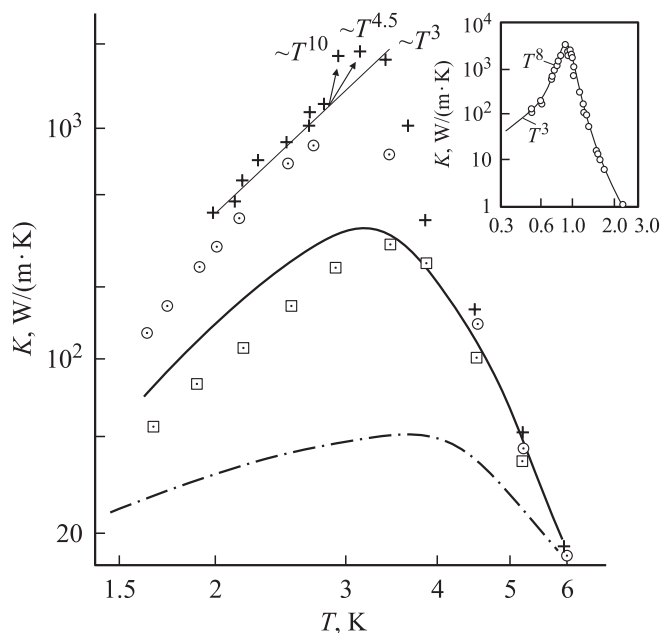 ~T¹⁰
~T⁴·⁵
~T³
10³
10²
20
K, W/(m·K)
1.5
2
3
4
5
6
T, K
10⁴
10³
10²
10
1
K, W/(m·K)
T⁸
T³
0.3
0.6
1.0
2.0
3.0